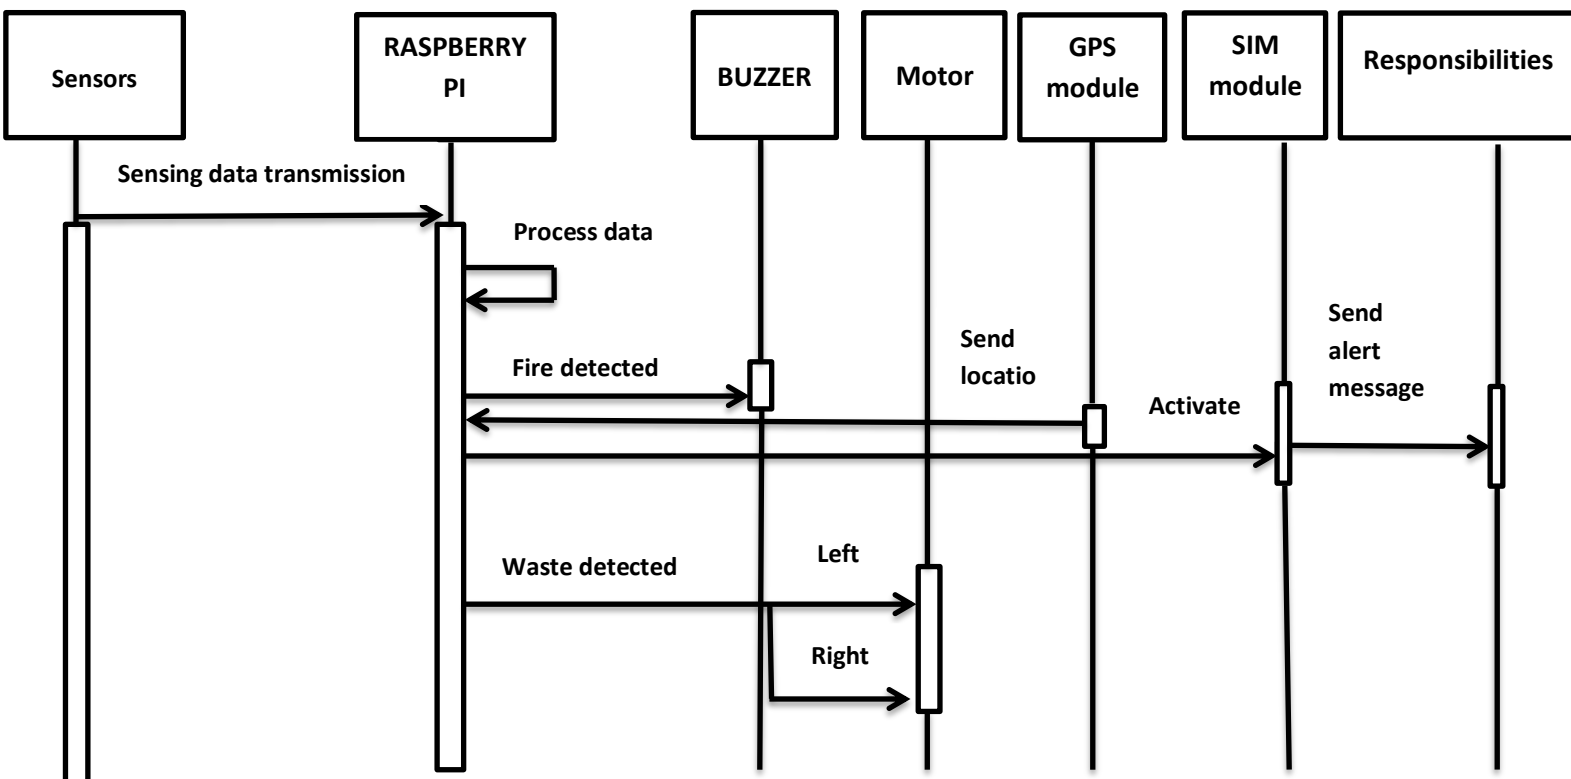 Sensors
RASPBERRY
PI
BUZZER
Motor
GPS
module
SIM
module
Responsibilities
Sensing data transmission
Process data
Fire detected
Send
locatio
Activate
Send
alert
message
Waste detected
Left
Right